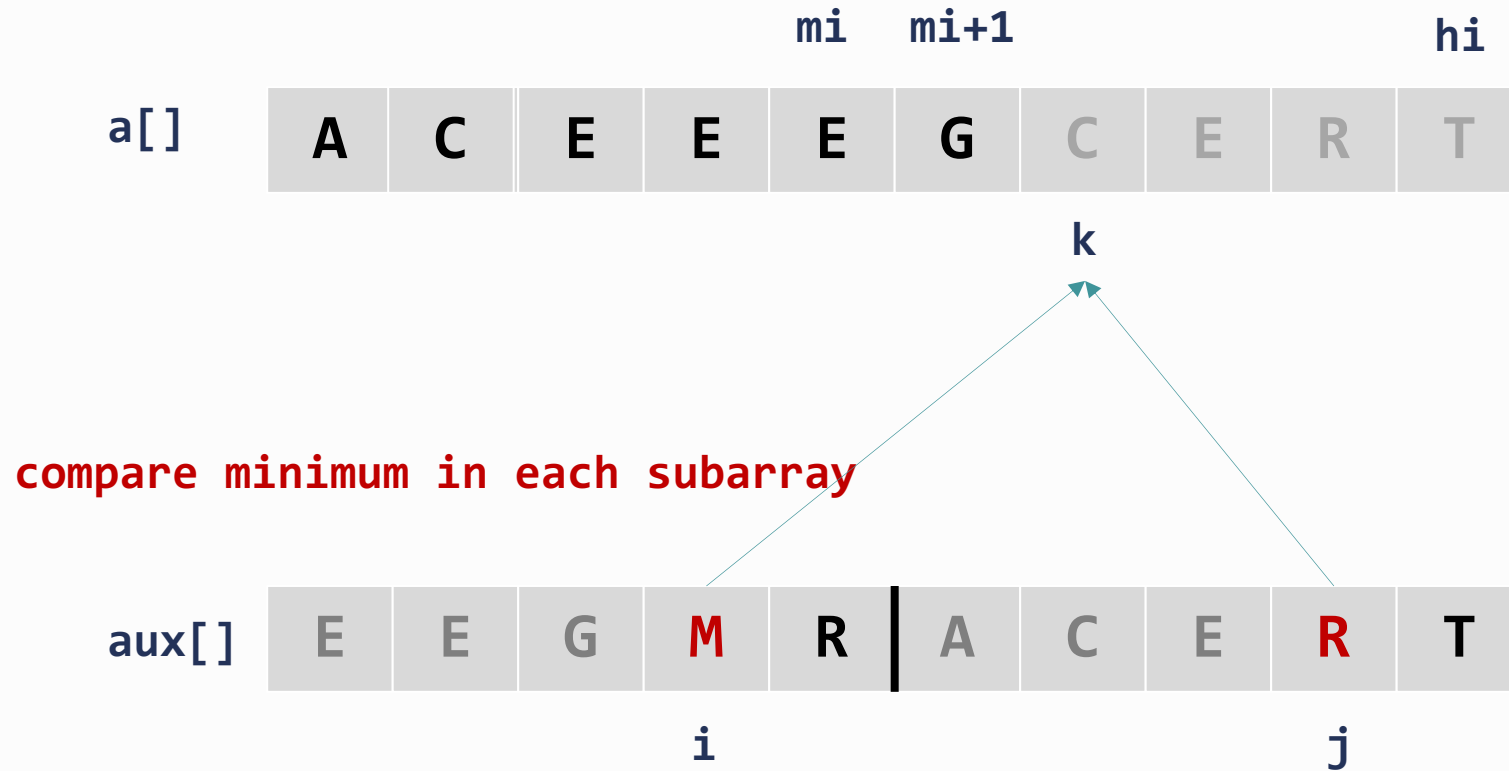 mi mi+1 hi
a[] A C E E E G C E R T
k
compare minimum in each subarray
aux[] E E G M R A C E R T
i j